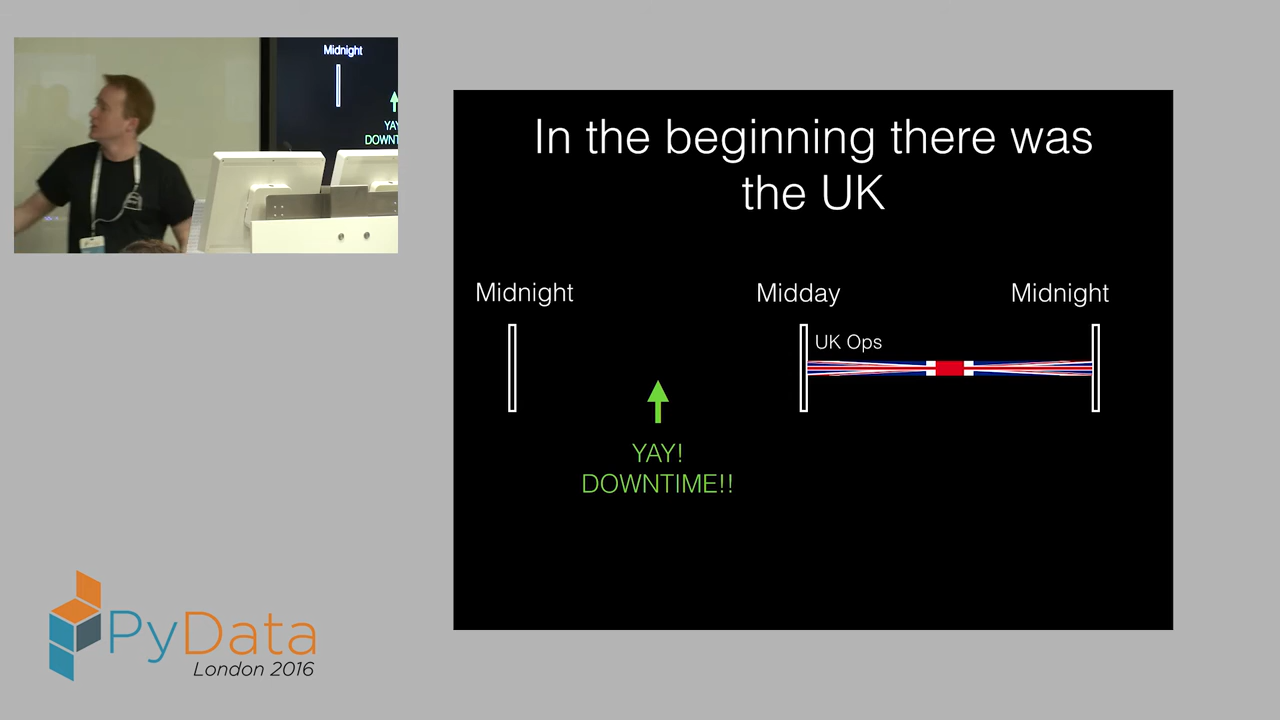 Midnight
YAY
DOWNT
In the beginning there was
the UK
Midnight
Midday
Midnight
UK Ops
YAY!
DOWNTIME!!
PyData
London 2016